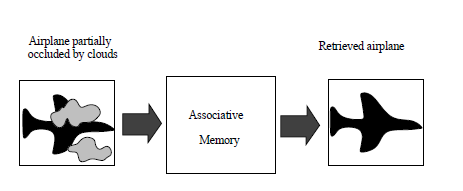 Airplane partially
occluded by clouds
Retrieved airplane
Associative
Memory